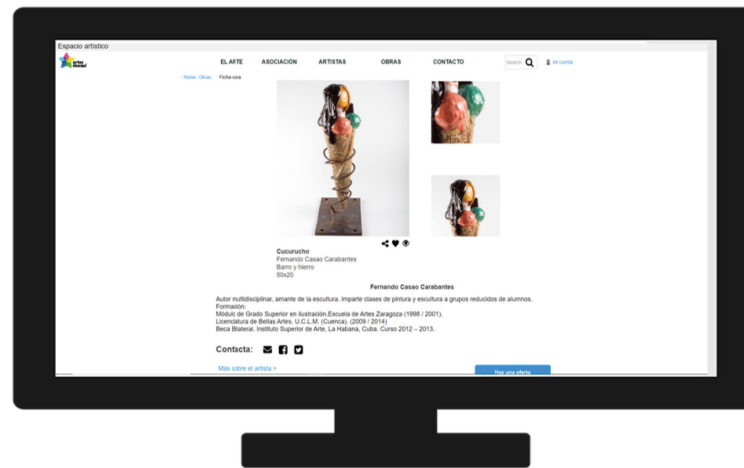 Espacio artístico
EL ARTE ASOCIACIÓN ARTISTAS OBRAS CONTACTO Search Mi cuenta
Home Obras Ficha
Cucurucho
Fernando Casao Carabantes
Barro y hierro
50x20
Fernando Casao Carabantes
Autor multidisciplinar, amante de la escultura. Imparte clases de pintura y escultura a grupos reducidos de alumnos.
Formación:
Módulo de Grado Superior en ilustración.Escuela de Artes Zaragoza (1998 / 2001).
Licenciatura de Bellas Artes. U.C.L.M. (Cuenca). (2009 / 2014)
Beca Bilateral. Instituto Superior de Arte, La Habana, Cuba. Curso 2012 – 2013.
Contacta:
Más sobre el artista >
Haz una oferta